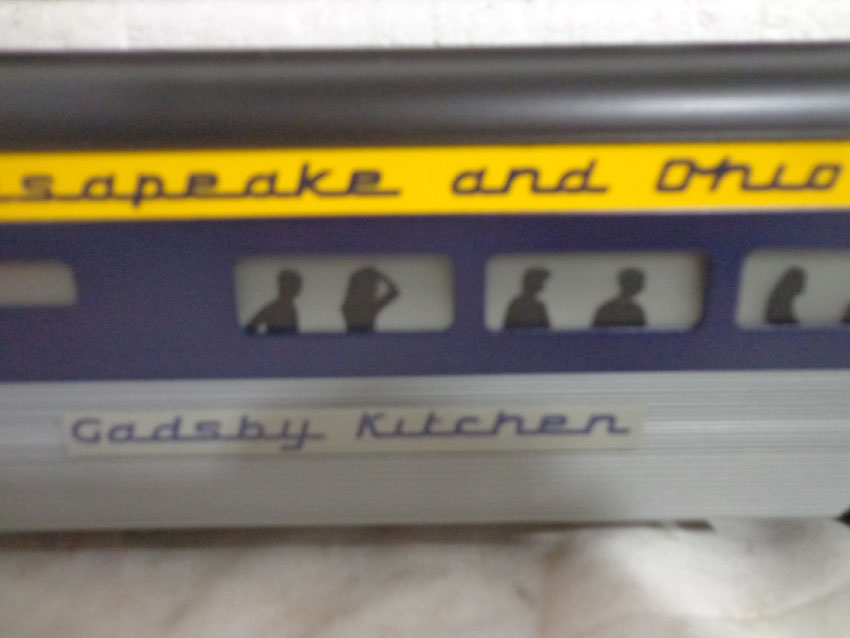 sapeake and Ohio
Gadsby Kitchen